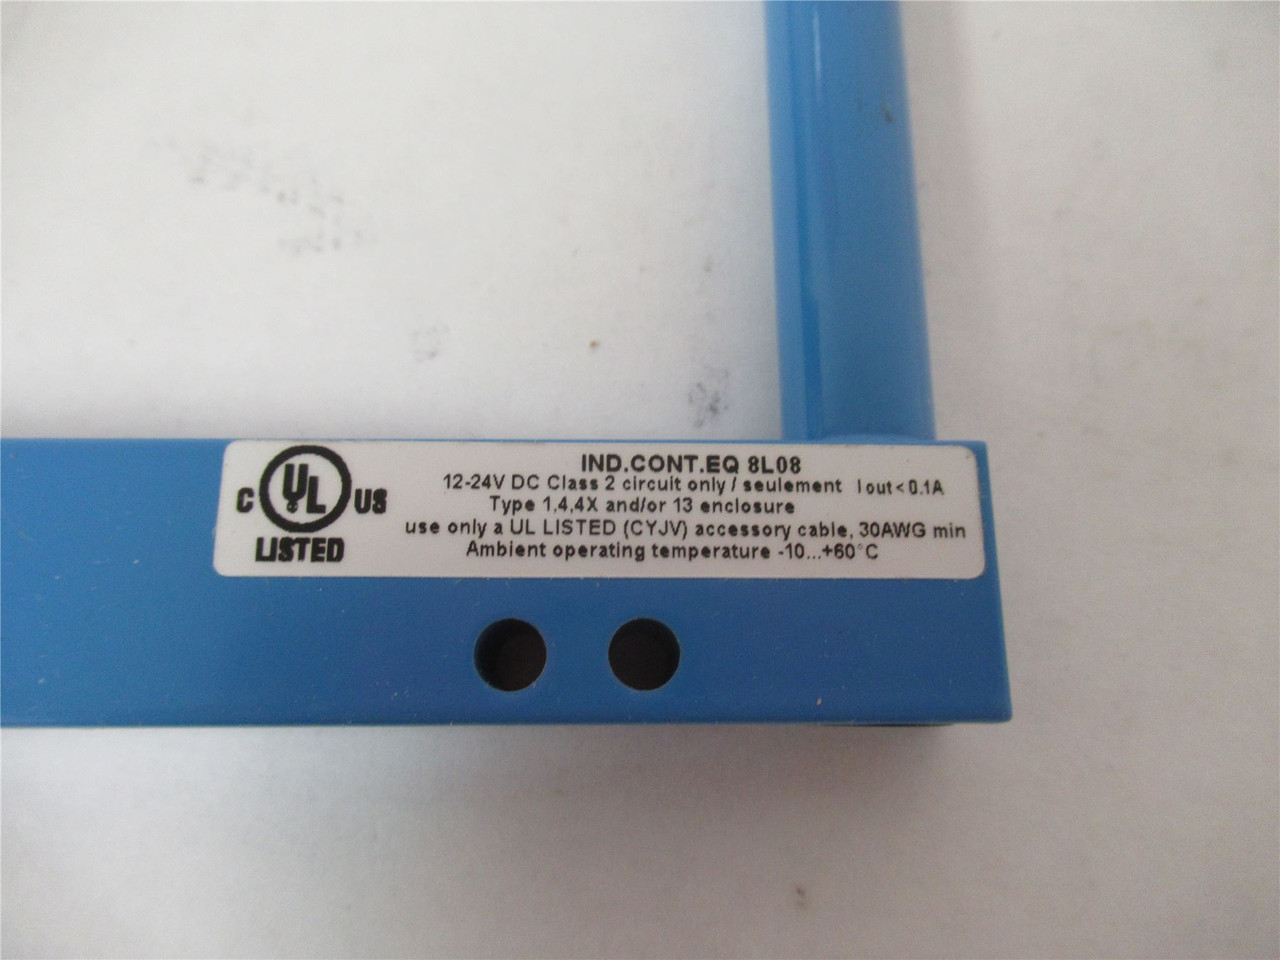 IND.CONT.EQ 8L08
12-24V DC Class 2 circuit only / seulement I out < 0.1A
Type 1,4,4X and/or 13 enclosure
use only a UL LISTED (CYJV) accessory cable, 30AWG min
Ambient operating temperature -10...+60°C
C UL US
LISTED